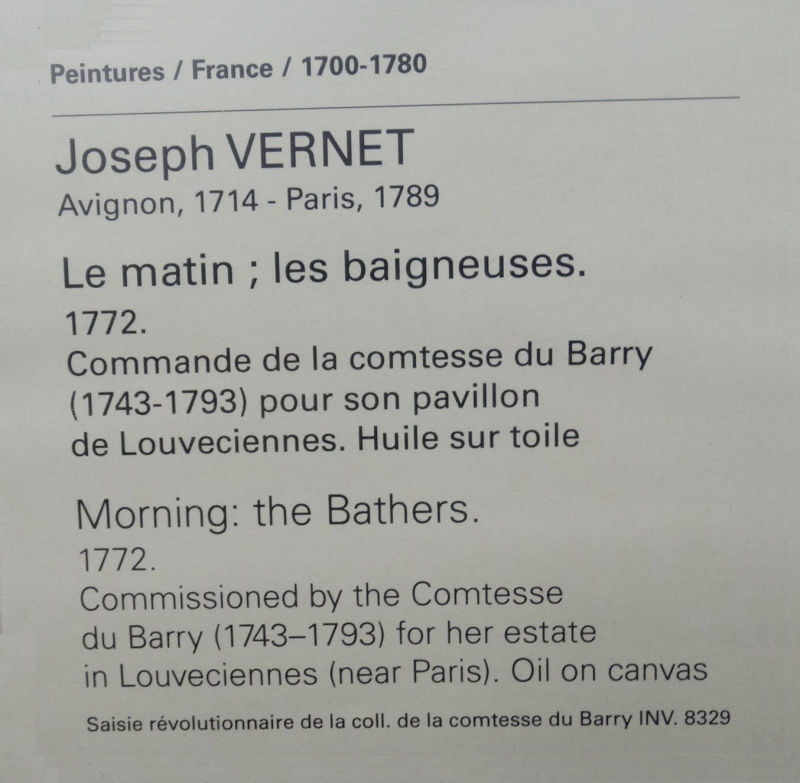 Peintures / France / 1700-1780
Joseph VERNET
Avignon, 1714 - Paris, 1789
Le matin ; les baigneuses.
1772.
Commande de la comtesse du Barry
(1743-1793) pour son pavillon
de Louveciennes. Huile sur toile
Morning: the Bathers.
1772.
Commissioned by the Comtesse
du Barry (1743–1793) for her estate
in Louveciennes (near Paris). Oil on canvas
Saisie révolutionnaire de la coll. de la comtesse du Barry INV. 8329